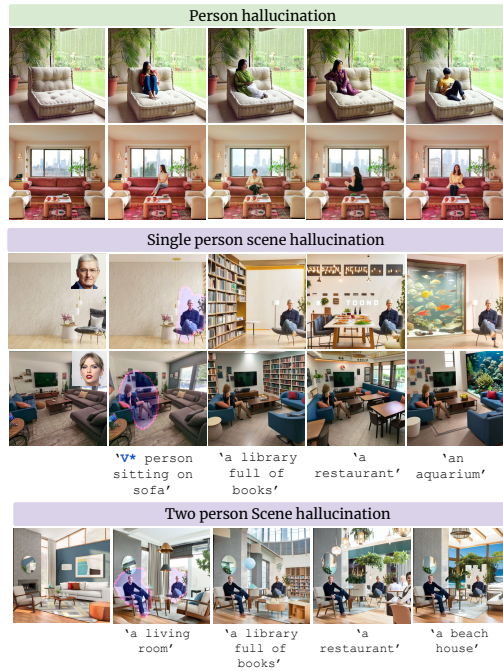 Person hallucination
Single person scene hallucination
‘V* person
sitting on
sofa’
‘a library
full of
books’
‘a
restaurant’
‘an
aquarium’
Two person Scene hallucination
‘a living
room’
‘a library
full of
books’
‘a
restaurant’
‘a beach
house’